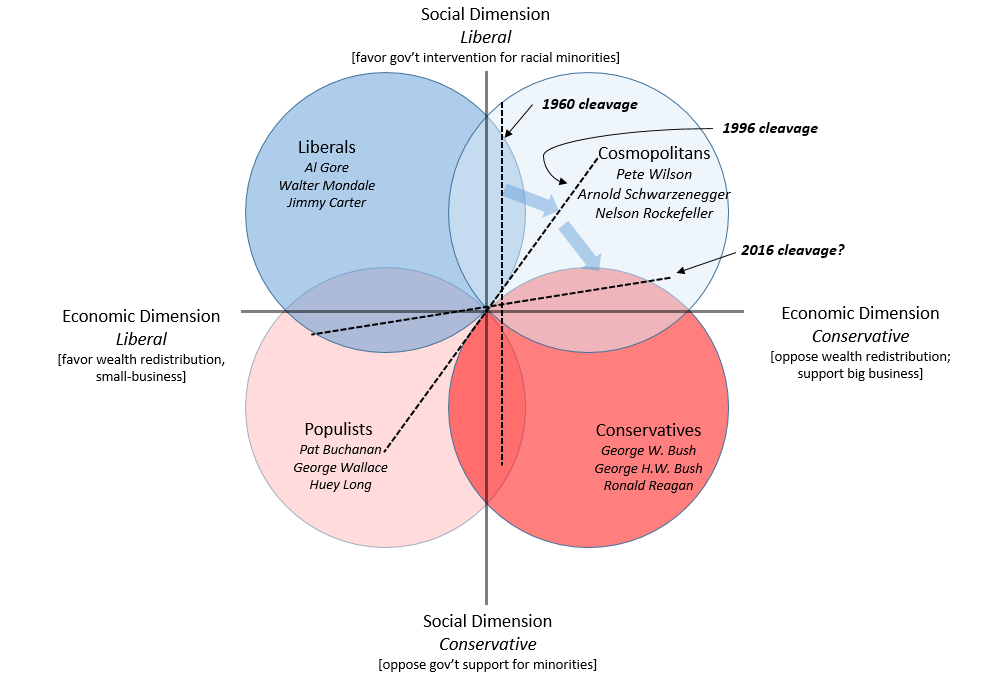 Social Dimension
Liberal
[favor gov’t intervention for racial minorities]
1960 cleavage
1996 cleavage
Liberals
Al Gore
Walter Mondale
Jimmy Carter
Cosmopolitans
Pete Wilson
Arnold Schwarzenegger
Nelson Rockefeller
2016 cleavage?
Economic Dimension
Liberal
[favor wealth redistribution,
small-business]
Economic Dimension
Conservative
[oppose wealth redistribution;
support big business]
Populists
Pat Buchanan
George Wallace
Huey Long
Conservatives
George W. Bush
George H.W. Bush
Ronald Reagan
Social Dimension
Conservative
[oppose gov’t support for minorities]